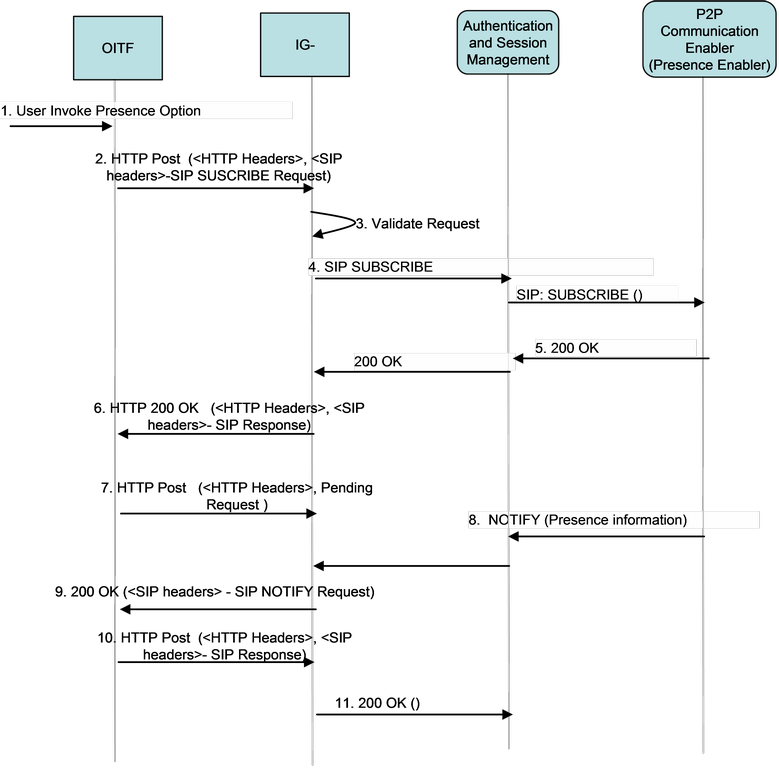 OITF
IG-
Authentication
and Session
Management
P2P
Communication
Enabler
(Presence Enabler)
1. User Invoke Presence Option
2. HTTP Post (<HTTP Headers>, <SIP
headers>-SIP SUSCRIBE Request)
3. Validate Request
4. SIP SUBSCRIBE
SIP: SUBSCRIBE ()
5. 200 OK
200 OK
6. HTTP 200 OK (<HTTP Headers>, <SIP
headers>- SIP Response)
7. HTTP Post (<HTTP Headers>, Pending
Request )
8. NOTIFY (Presence information)
9. 200 OK (<SIP headers> - SIP NOTIFY Request)
10. HTTP Post (<HTTP Headers>, <SIP
headers>- SIP Response)
11. 200 OK ()